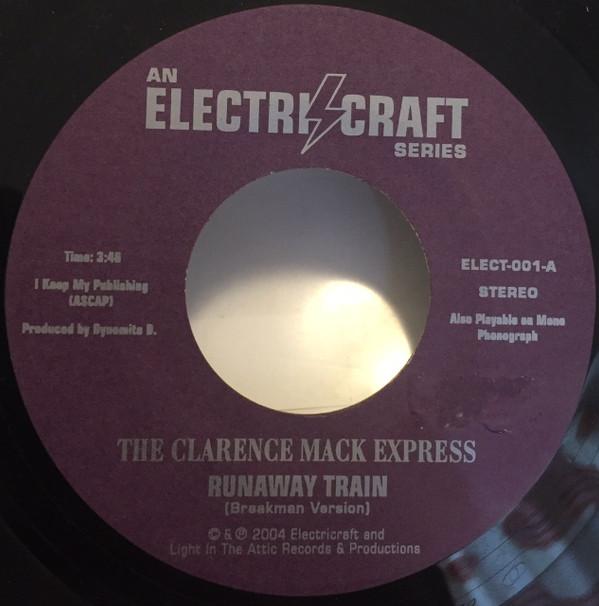 AN
ELECTRICRAFT
SERIES
Time: 3:46
I Keep My Publishing
(ASCAP)
Produced by Dynomite D.
ELECT-001-A
STEREO
Also Playable on Mono
Phonograph
THE CLARENCE MACK EXPRESS
RUNAWAY TRAIN
(Breakman Version)
© & ℗ 2004 Electricraft and
Light In The Attic Records & Productions